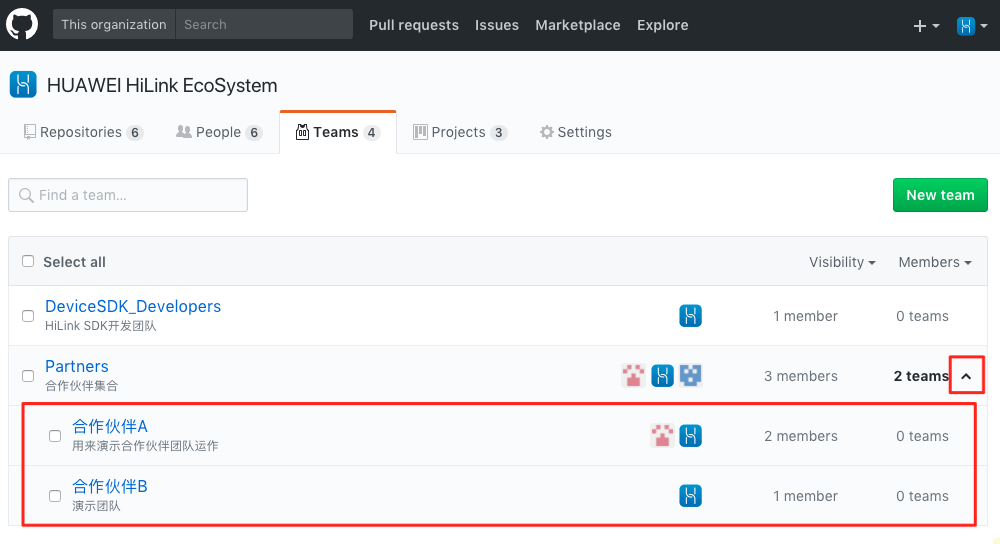 This organization Search Pull requests Issues Marketplace Explore
HUAWEI HiLink EcoSystem
Repositories 6 People 6 Teams 4 Projects 3 Settings
Find a team... New team
Select all Visibility Members
DeviceSDK_Developers
HiLink SDK开发团队
1 member 0 teams
Partners
合作伙伴集合
3 members 2 teams
合作伙伴A
用来演示合作伙伴团队运作
2 members 0 teams
合作伙伴B
演示团队
1 member 0 teams